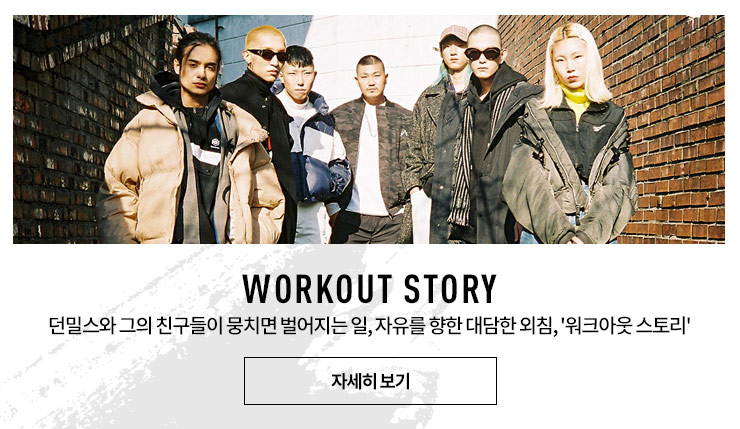 WORKOUT STORY
던밀스와 그의 친구들이 뭉치면 벌어지는 일, 자유를 향한 대담한 외침, '워크아웃 스토리'
자세히 보기